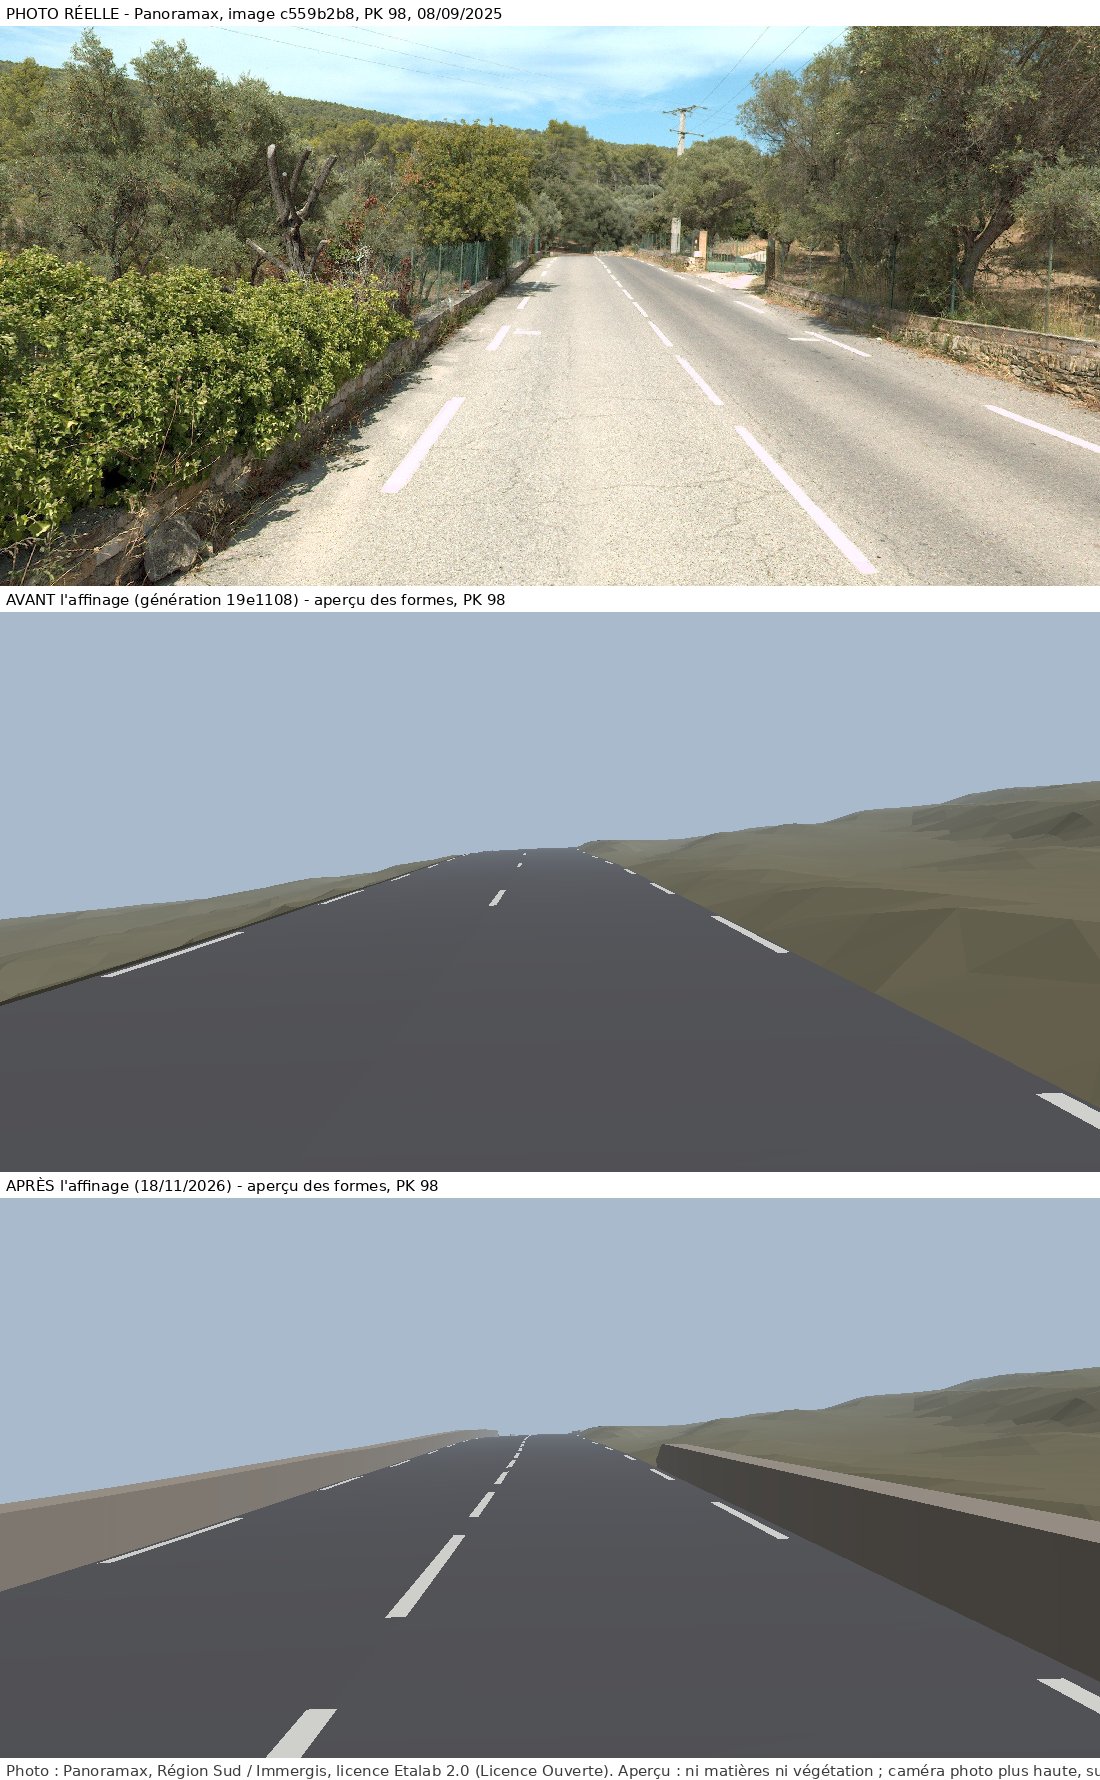 PHOTO RÉELLE - Panoramax, image c559b2b8, PK 98, 08/09/2025
AVANT l'affinage (génération 19e1108) - aperçu des formes, PK 98
APRÈS l'affinage (18/11/2026) - aperçu des formes, PK 98
Photo : Panoramax, Région Sud / Immergis, licence Etalab 2.0 (Licence Ouverte). Aperçu : ni matières ni végétation ; caméra photo plus haute, su